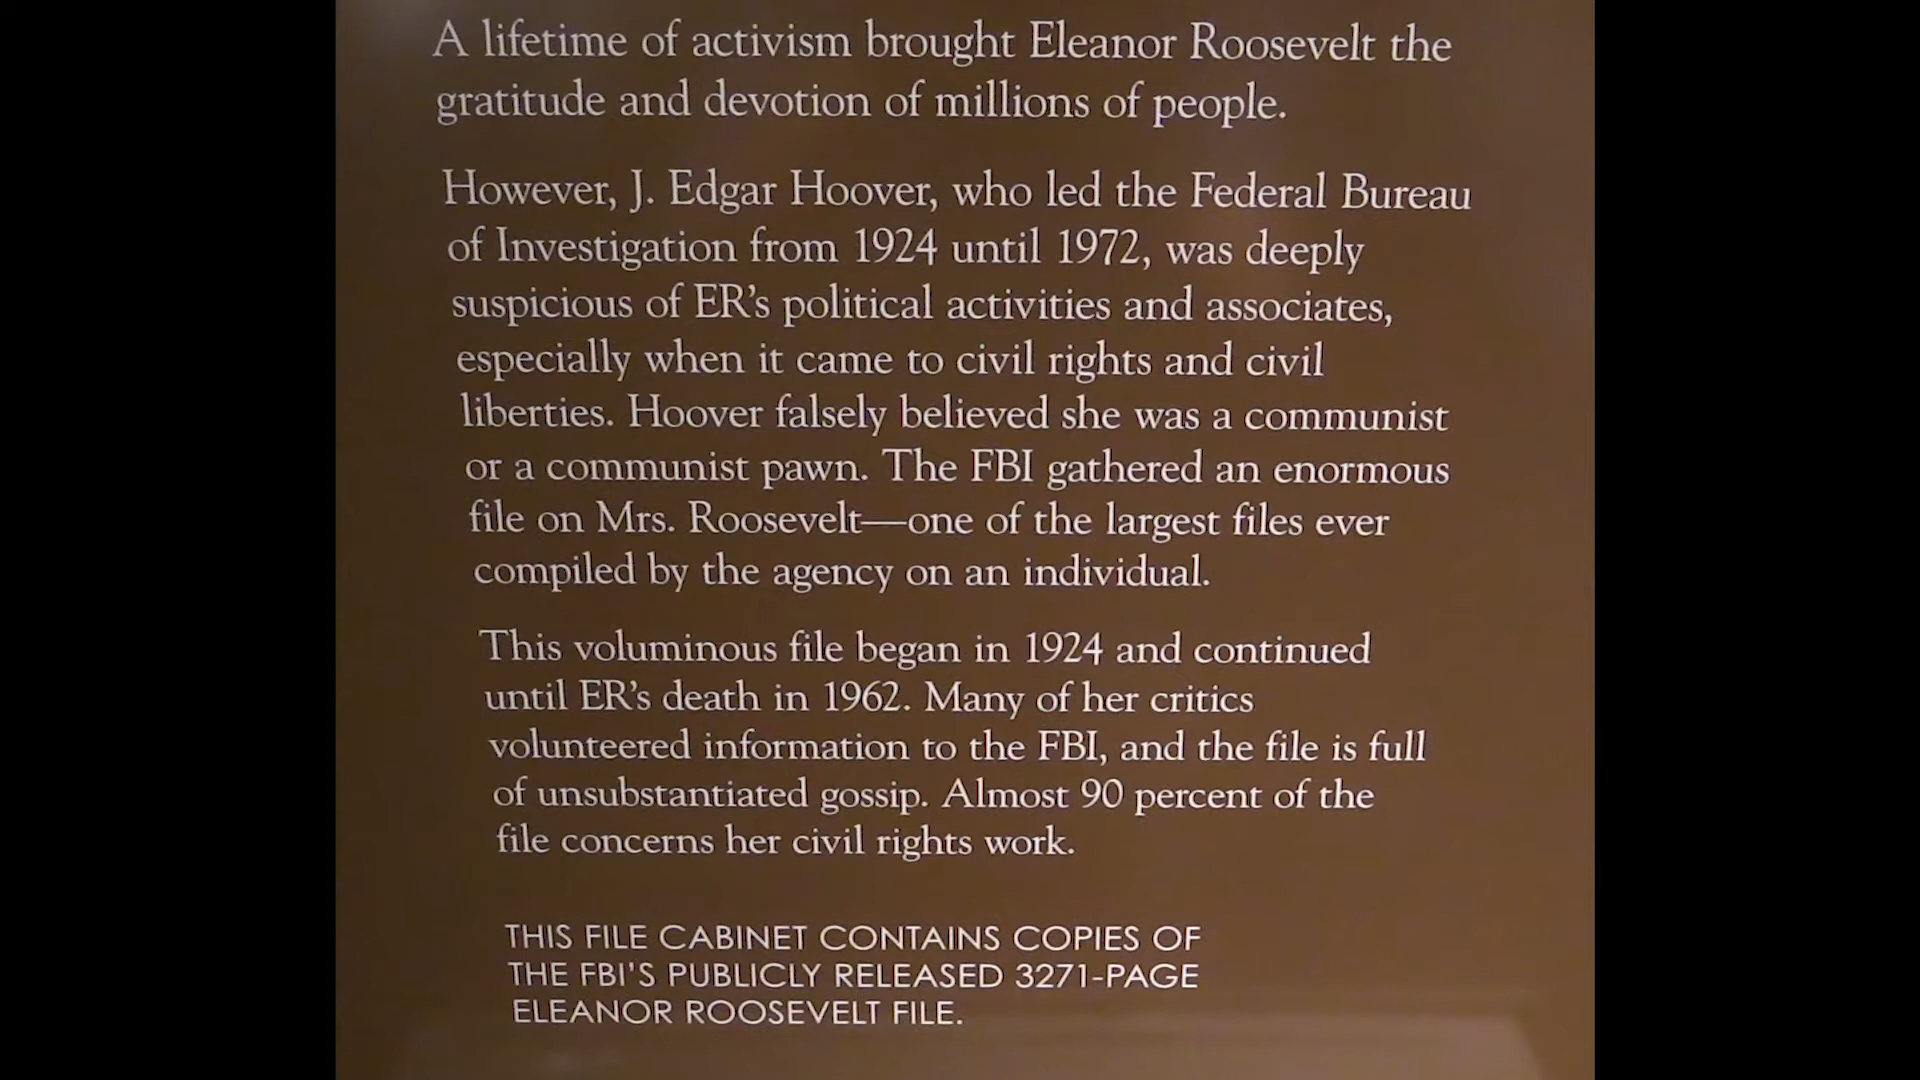 A lifetime of activism brought Eleanor Roosevelt the
gratitude and devotion of millions of people.
However, J. Edgar Hoover, who led the Federal Bureau
of Investigation from 1924 until 1972, was deeply
suspicious of ER's political activities and associates,
especially when it came to civil rights and civil
liberties. Hoover falsely believed she was a communist
or a communist pawn. The FBI gathered an enormous
file on Mrs. Roosevelt—one of the largest files ever
compiled by the agency on an individual.
This voluminous file began in 1924 and continued
until ER's death in 1962. Many of her critics
volunteered information to the FBI, and the file is full
of unsubstantiated gossip. Almost 90 percent of the
file concerns her civil rights work.
THIS FILE CABINET CONTAINS COPIES OF
THE FBI'S PUBLICLY RELEASED 3271-PAGE
ELEANOR ROOSEVELT FILE.